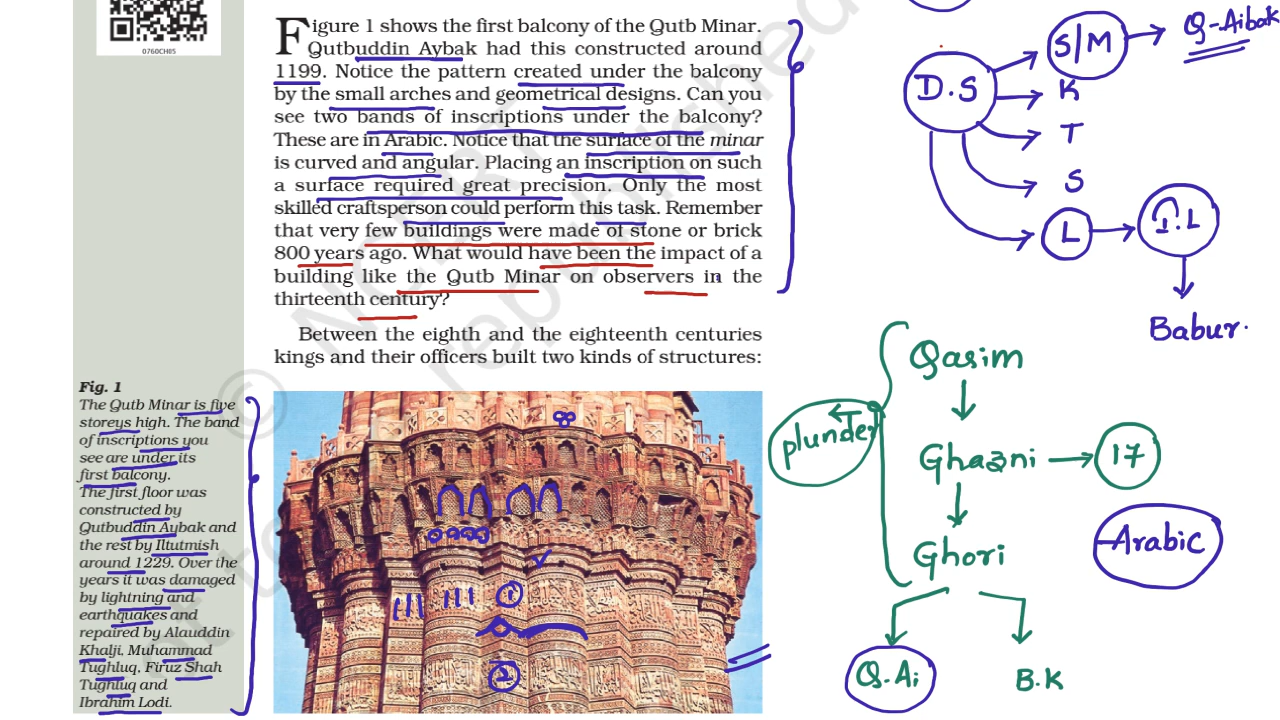 0760CH05
Figure 1 shows the first balcony of the Qutb Minar.
Qutbuddin Aybak had this constructed around
1199. Notice the pattern created under the balcony
by the small arches and geometrical designs. Can you
see two bands of inscriptions under the balcony?
These are in Arabic. Notice that the surface of the minar
is curved and angular. Placing an inscription on such
a surface required great precision. Only the most
skilled craftsperson could perform this task. Remember
that very few buildings were made of stone or brick
800 years ago. What would have been the impact of a
building like the Qutb Minar on observers in the
thirteenth century?
Between the eighth and the eighteenth centuries
kings and their officers built two kinds of structures:
Fig. 1
The Qutb Minar is five
storeys high. The band
of inscriptions you
see are under its
first balcony.
The first floor was
constructed by
Qutbuddin Aybak and
the rest by Iltutmish
around 1229. Over the
years it was damaged
by lightning and
earthquakes and
repaired by Alauddin
Khalji, Muhammad
Tughluq, Firuz Shah
Tughluq and
Ibrahim Lodi.
© NCERT
not to be republished
1
2
D.S
S/M
Q-Aibak
K
T
S
L
I.L
Babur.
Qasim
plunder
Ghazni
17
Ghori
Arabic
Q.Ai
B.K